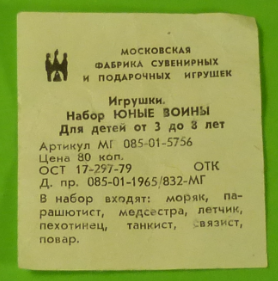 МОСКОВСКАЯ
ФАБРИКА СУВЕНИРНЫХ
И ПОДАРОЧНЫХ ИГРУШЕК
Игрушки.
Набор ЮНЫЕ ВОИНЫ
Для детей от 3 до 8 лет
Артикул МГ 085-01-5756
Цена 80 коп.
ОСТ 17-297-79 ОТК
Д. пр. 085-01-1965/832-МГ
В набор входят: моряк, па-
рашютист, медсестра, летчик,
пехотинец, танкист, связист,
повар.